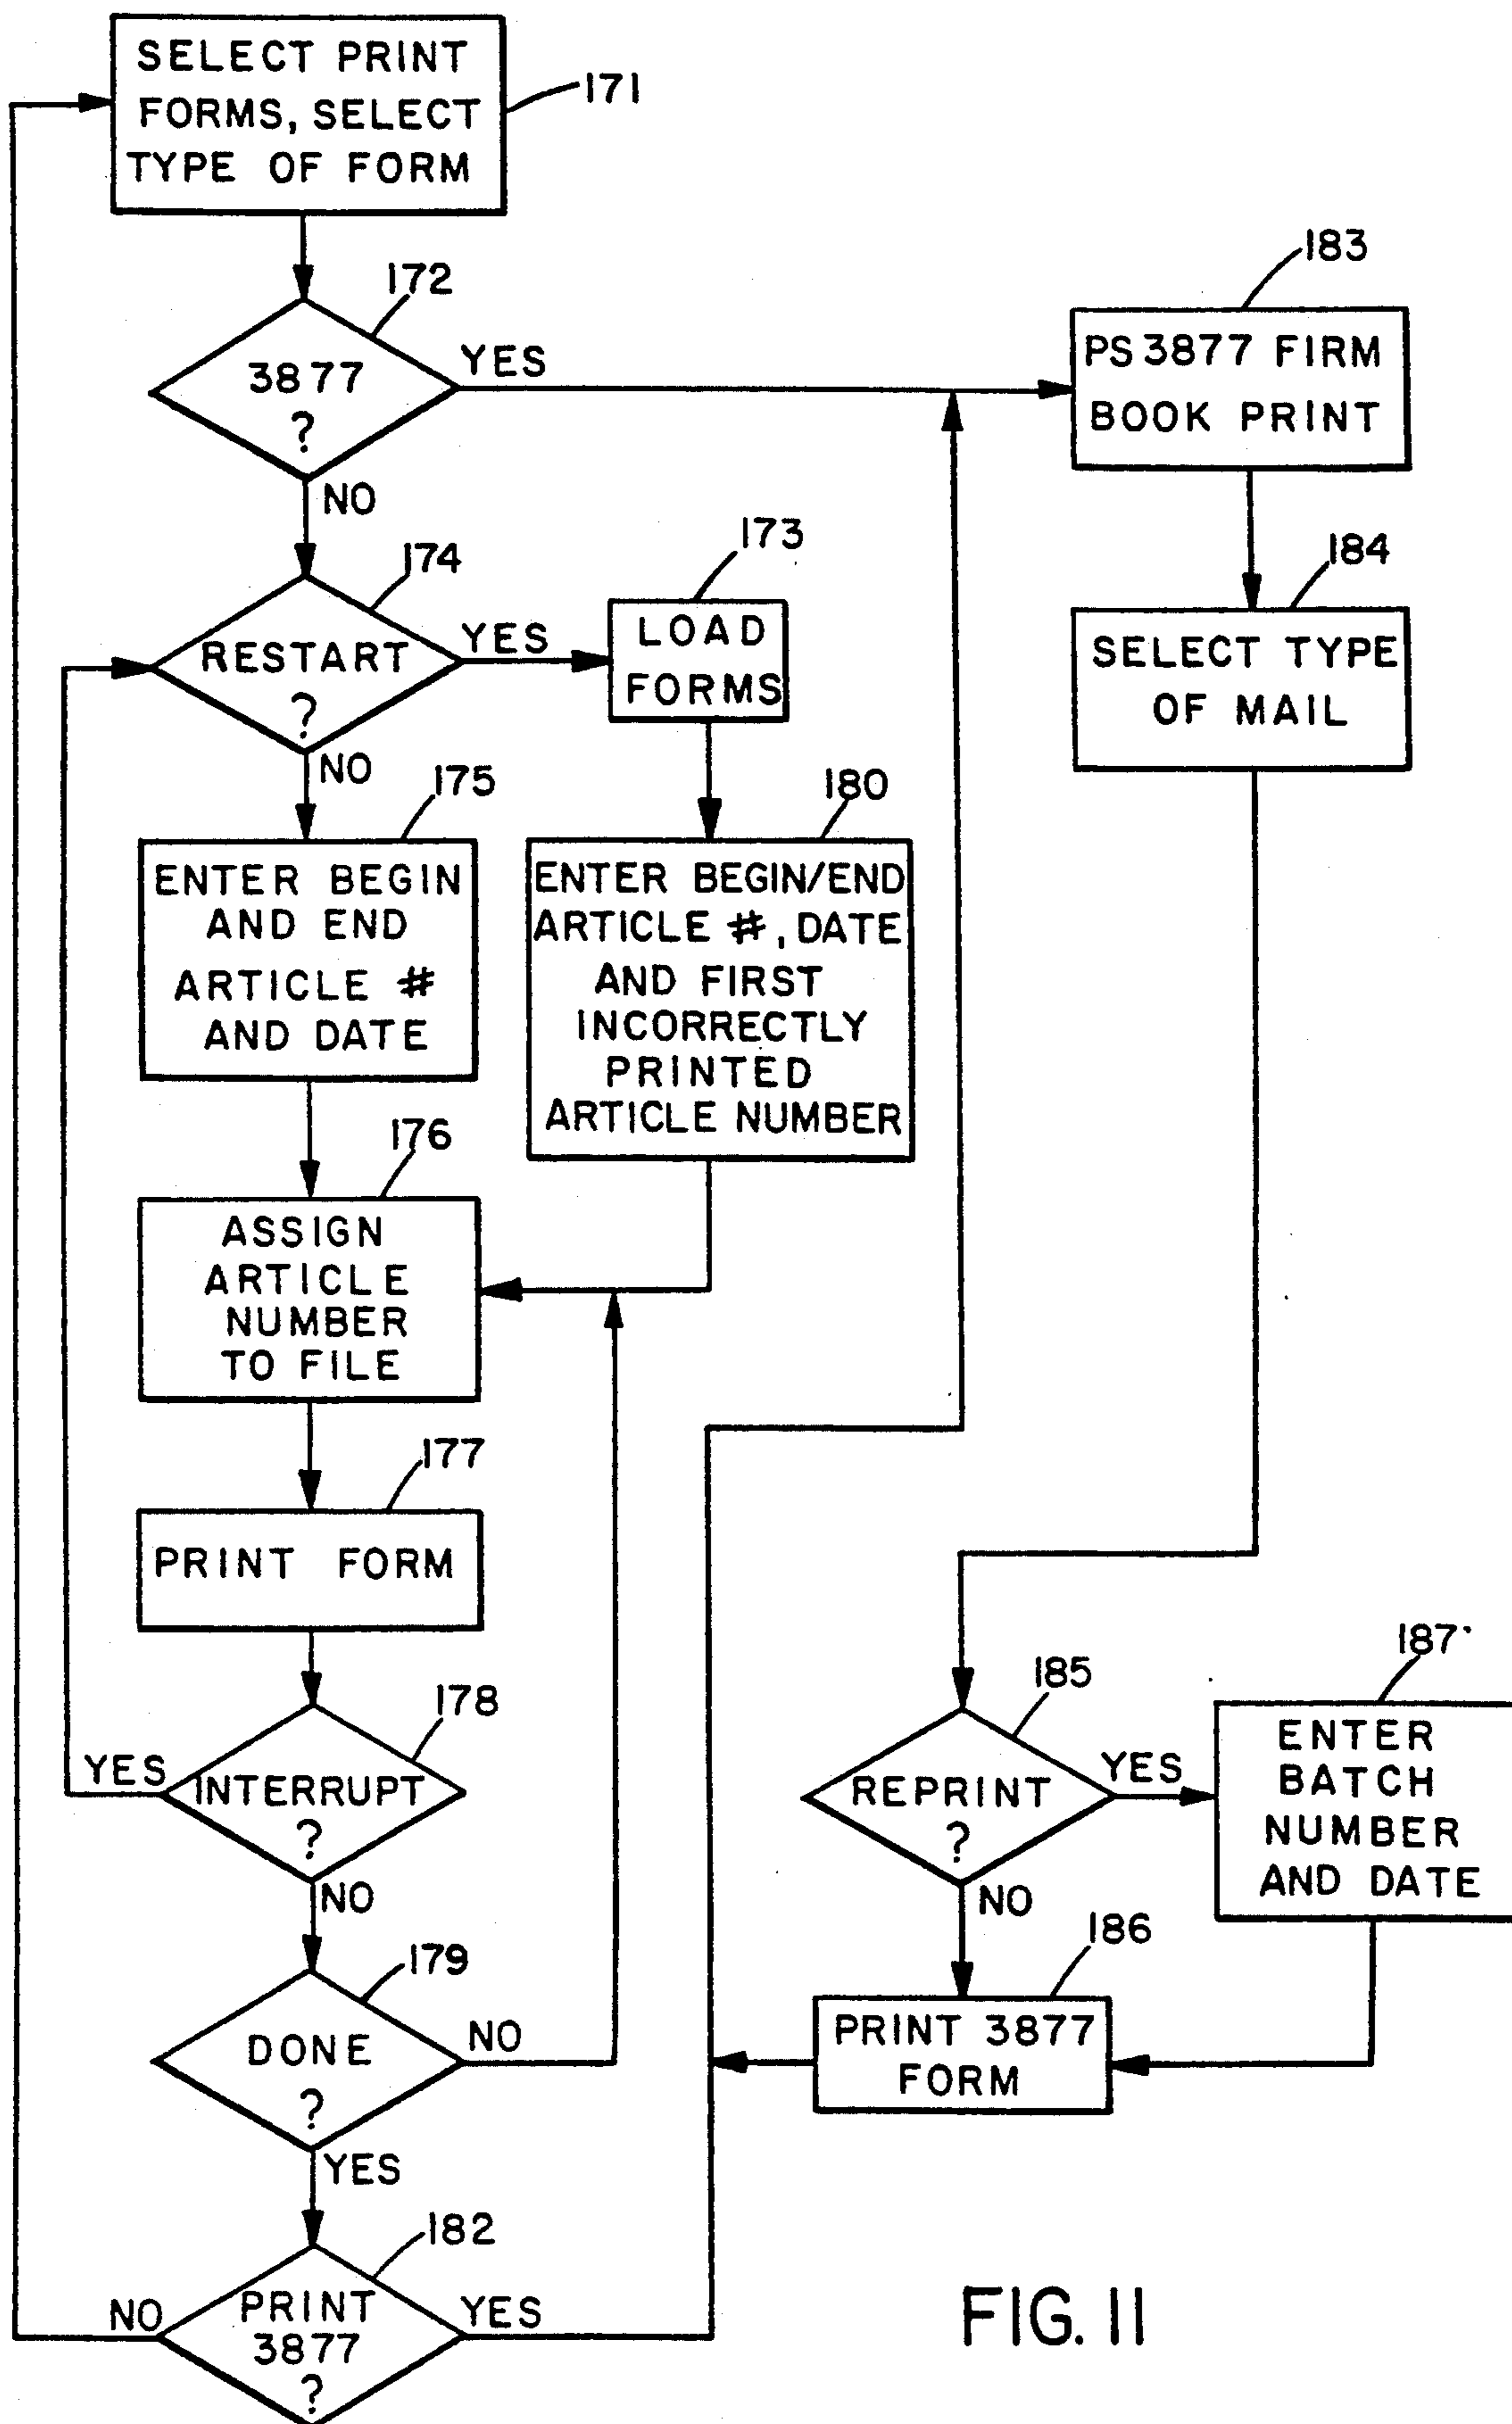 SELECT PRINT
FORMS, SELECT
TYPE OF FORM
171
172
3877
?
YES
NO
183
PS3877 FIRM
BOOK PRINT
174
RESTART
?
YES
NO
173
LOAD
FORMS
184
SELECT TYPE
OF MAIL
175
ENTER BEGIN
AND END
ARTICLE #
AND DATE
180
ENTER BEGIN/END
ARTICLE #, DATE
AND FIRST
INCORRECTLY
PRINTED
ARTICLE NUMBER
176
ASSIGN
ARTICLE
NUMBER
TO FILE
177
PRINT FORM
178
YES
INTERRUPT
?
NO
185
REPRINT
?
YES
NO
187
ENTER
BATCH
NUMBER
AND DATE
179
DONE
?
NO
YES
186
PRINT 3877
FORM
182
NO
PRINT
3877
?
YES
FIG. 11